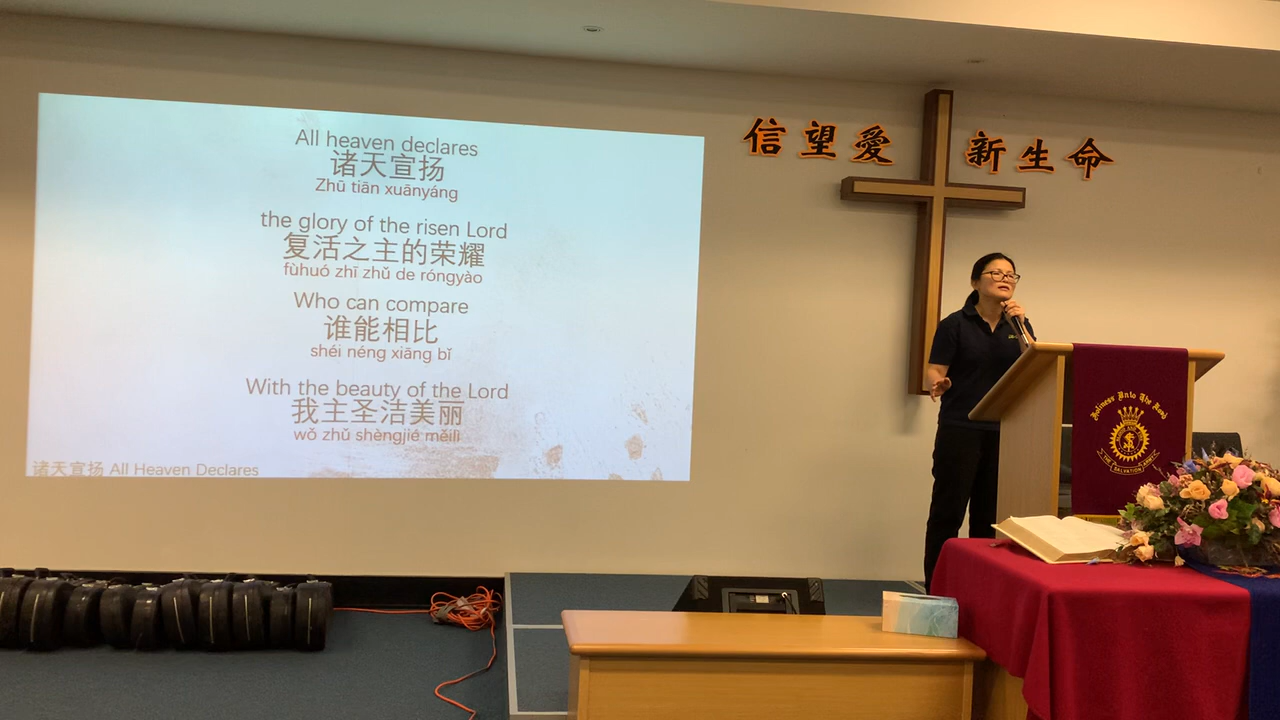 All heaven declares
诸天宣扬
Zhū tiān xuānyáng
the glory of the risen Lord
复活之主的荣耀
fùhuó zhī zhǔ de róngyào
Who can compare
谁能相比
shéi néng xiāng bǐ
With the beauty of the Lord
我主圣洁美丽
wǒ zhǔ shèngjié měilì
诸天宣扬 All Heaven Declares
信望愛 新生命
Holiness Unto The Lord
THE SALVATION ARMY